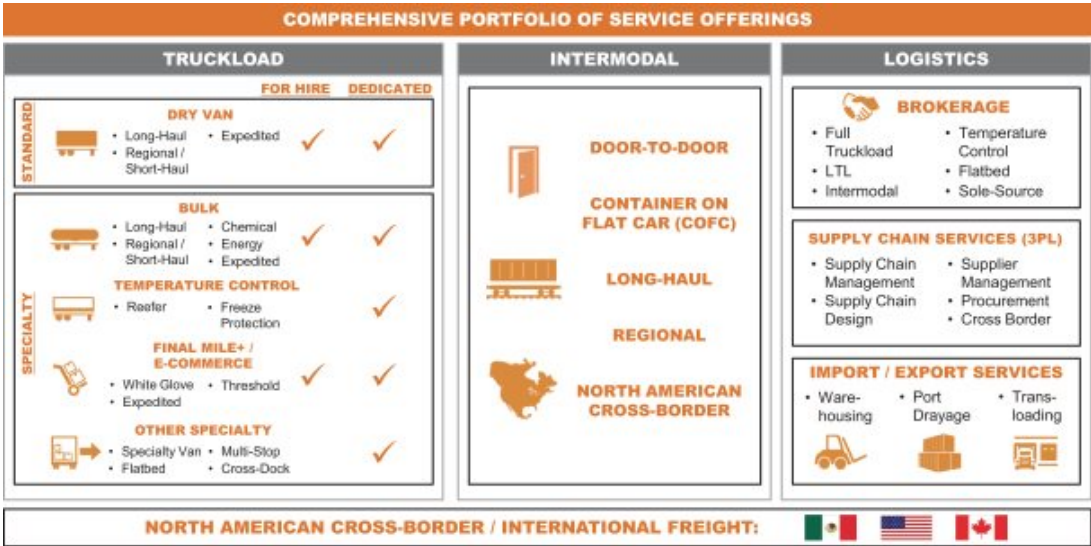 COMPREHENSIVE PORTFOLIO OF SERVICE OFFERINGS
TRUCKLOAD
FOR HIRE DEDICATED
STANDARD
DRY VAN
• Long-Haul • Expedited
• Regional /
Short-Haul
SPECIALTY
BULK
• Long-Haul • Chemical
• Regional / • Energy
Short-Haul • Expedited
TEMPERATURE CONTROL
• Reefer • Freeze
Protection
FINAL MILE+ /
E-COMMERCE
• White Glove • Threshold
• Expedited
OTHER SPECIALTY
• Specialty Van • Multi-Stop
• Flatbed • Cross-Dock
INTERMODAL
DOOR-TO-DOOR
CONTAINER ON
FLAT CAR (COFC)
LONG-HAUL
REGIONAL
NORTH AMERICAN
CROSS-BORDER
LOGISTICS
BROKERAGE
• Full • Temperature
Truckload Control
• LTL • Flatbed
• Intermodal • Sole-Source
SUPPLY CHAIN SERVICES (3PL)
• Supply Chain • Supplier
Management Management
• Supply Chain • Procurement
Design • Cross Border
IMPORT / EXPORT SERVICES
• Ware- • Port • Trans-
housing Drayage loading
NORTH AMERICAN CROSS-BORDER / INTERNATIONAL FREIGHT: